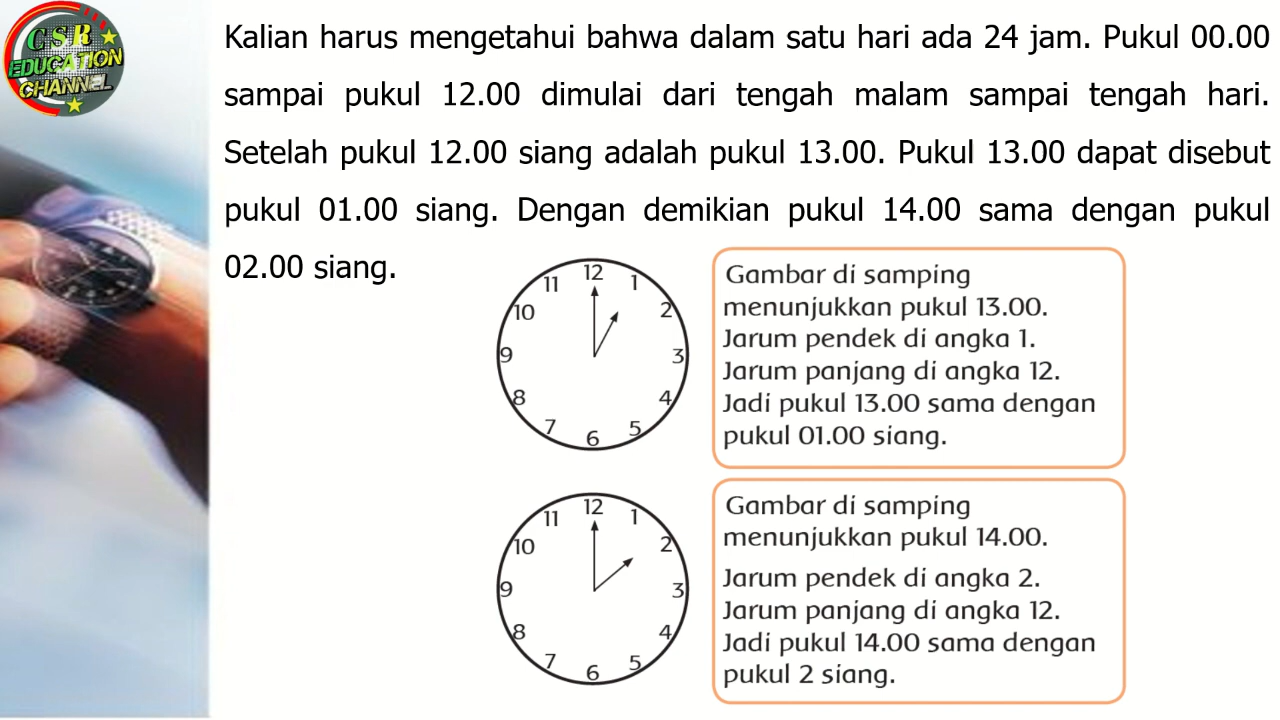 CSR
EDUCATION
CHANNEL
Kalian harus mengetahui bahwa dalam satu hari ada 24 jam. Pukul 00.00
sampai pukul 12.00 dimulai dari tengah malam sampai tengah hari.
Setelah pukul 12.00 siang adalah pukul 13.00. Pukul 13.00 dapat disebut
pukul 01.00 siang. Dengan demikian pukul 14.00 sama dengan pukul
02.00 siang.
12
1
2
3
4
5
6
7
8
9
10
11
Gambar di samping
menunjukkan pukul 13.00.
Jarum pendek di angka 1.
Jarum panjang di angka 12.
Jadi pukul 13.00 sama dengan
pukul 01.00 siang.
12
1
2
3
4
5
6
7
8
9
10
11
Gambar di samping
menunjukkan pukul 14.00.
Jarum pendek di angka 2.
Jarum panjang di angka 12.
Jadi pukul 14.00 sama dengan
pukul 2 siang.